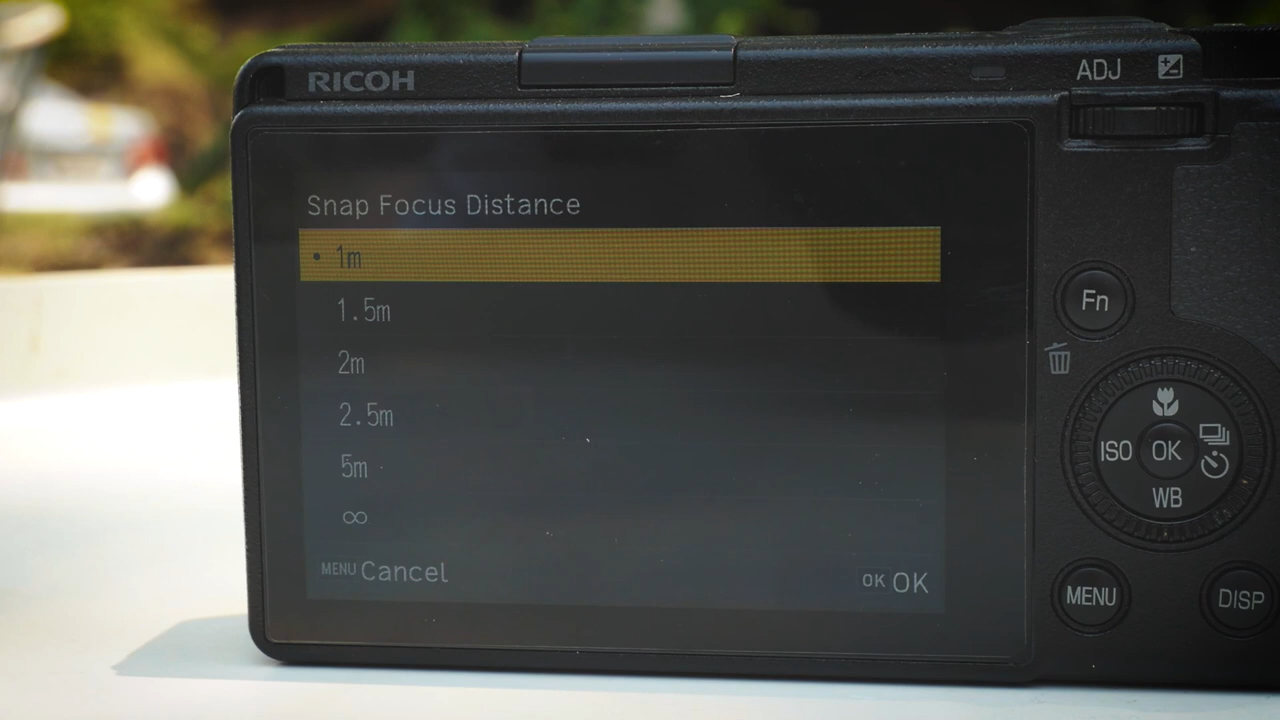 RICOH
ADJ
Snap Focus Distance
1m
1.5m
2m
2.5m
5m
∞
MENU Cancel
OK OK
Fn
ISO
OK
WB
MENU
DISP